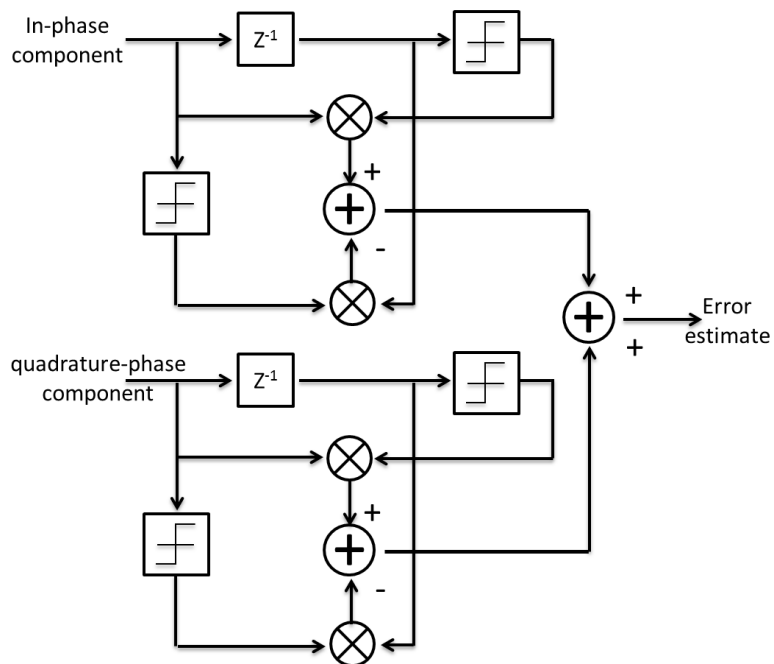 In-phase
component
Z-1
+
-
+
+
Error
estimate
quadrature-phase
component
Z-1
+
-